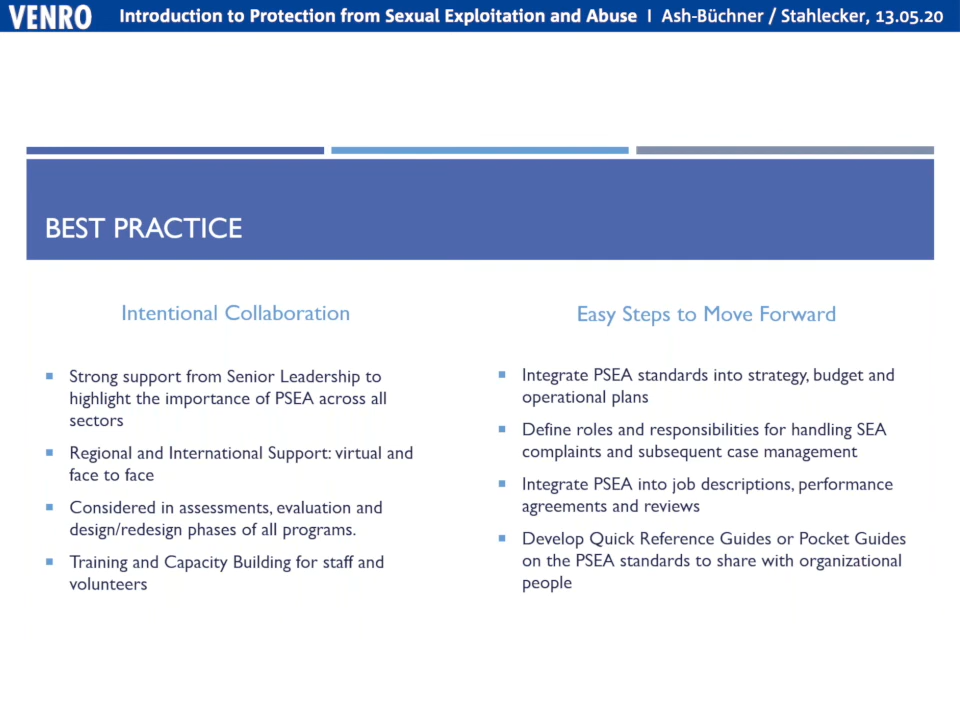 VENRO Introduction to Protection from Sexual Exploitation and Abuse I Ash-Büchner / Stahlecker, 13.05.20
BEST PRACTICE
Intentional Collaboration
Strong support from Senior Leadership to
highlight the importance of PSEA across all
sectors
Regional and International Support: virtual and
face to face
Considered in assessments, evaluation and
design/redesign phases of all programs.
Training and Capacity Building for staff and
volunteers
Easy Steps to Move Forward
Integrate PSEA standards into strategy, budget and
operational plans
Define roles and responsibilities for handling SEA
complaints and subsequent case management
Integrate PSEA into job descriptions, performance
agreements and reviews
Develop Quick Reference Guides or Pocket Guides
on the PSEA standards to share with organizational
people